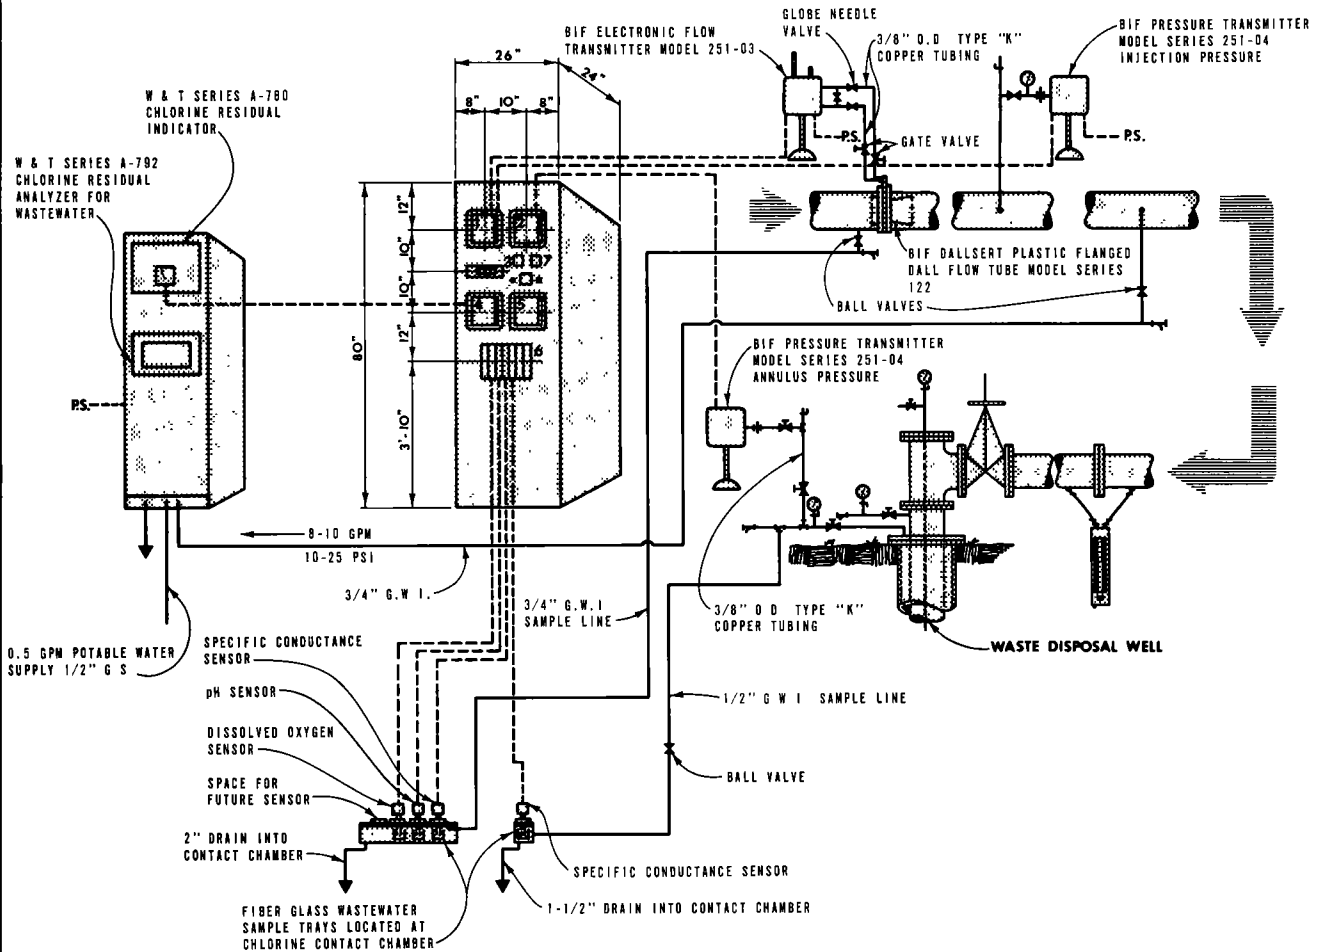 GLOBE NEEDLE
VALVE
BIF ELECTRONIC FLOW
TRANSMITTER MODEL 251-03
3/8" O.D TYPE "K"
COPPER TUBING
BIF PRESSURE TRANSMITTER
MODEL SERIES 251-04
INJECTION PRESSURE
26"
24"
8"
10"
8"
W & T SERIES A-780
CHLORINE RESIDUAL
INDICATOR
W & T SERIES A-792
CHLORINE RESIDUAL
ANALYZER FOR
WASTEWATER
P.S.
P.S.
GATE VALVE
12"
10"
10"
12"
80"
3'-10"
7
4
5
6
BIF DALLSERT PLASTIC FLANGED
DALL FLOW TUBE MODEL SERIES
122
BALL VALVES
BIF PRESSURE TRANSMITTER
MODEL SERIES 251-04
ANNULUS PRESSURE
P.S.
8-10 GPM
10-25 PSI
3/4" G.W I.
3/4" G.W.I
SAMPLE LINE
3/8" O D TYPE "K"
COPPER TUBING
WASTE DISPOSAL WELL
0.5 GPM POTABLE WATER
SUPPLY 1/2" G S
SPECIFIC CONDUCTANCE
SENSOR
pH SENSOR
DISSOLVED OXYGEN
SENSOR
SPACE FOR
FUTURE SENSOR
1/2" G W I SAMPLE LINE
BALL VALVE
2" DRAIN INTO
CONTACT CHAMBER
SPECIFIC CONDUCTANCE SENSOR
1-1/2" DRAIN INTO CONTACT CHAMBER
FIBER GLASS WASTEWATER
SAMPLE TRAYS LOCATED AT
CHLORINE CONTACT CHAMBER